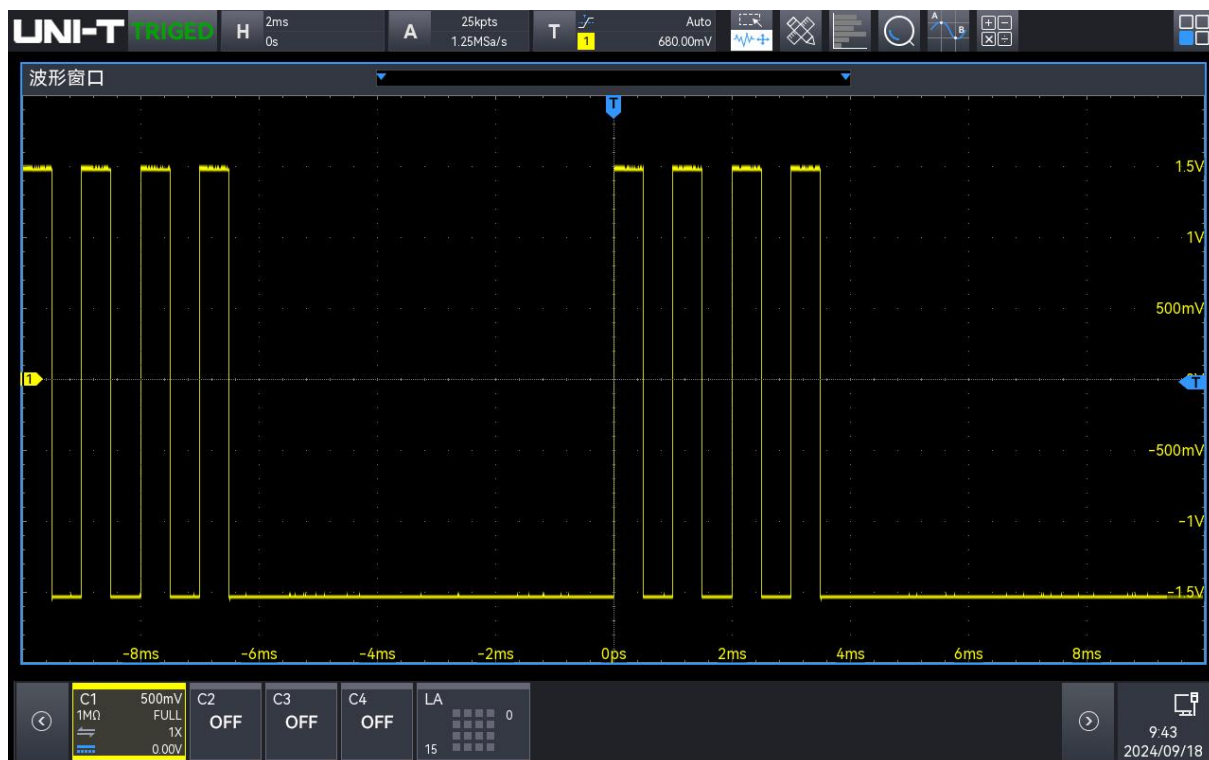 UNI-T TRIGED H 2ms 0s A 25kpts 1.25MSa/s T 1 Auto 680.00mV A B
波形窗口
T
1.5V
1V
500mV
1
T
-500mV
-1V
-1.5V
-8ms -6ms -4ms -2ms 0ps 2ms 4ms 6ms 8ms
C1 500mV C2 C3 C4 LA
1MΩ FULL OFF OFF OFF 0
1X
0.00V 15
9:43
2024/09/18